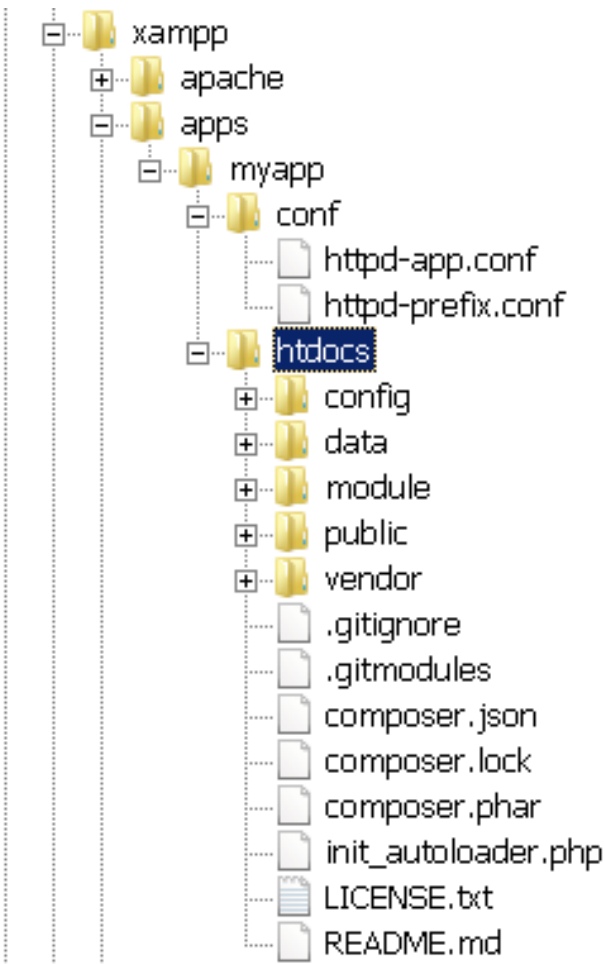 xampp
apache
apps
myapp
conf
httpd-app.conf
httpd-prefix.conf
htdocs
config
data
module
public
vendor
.gitignore
.gitmodules
composer.json
composer.lock
composer.phar
init_autoloader.php
LICENSE.txt
README.md